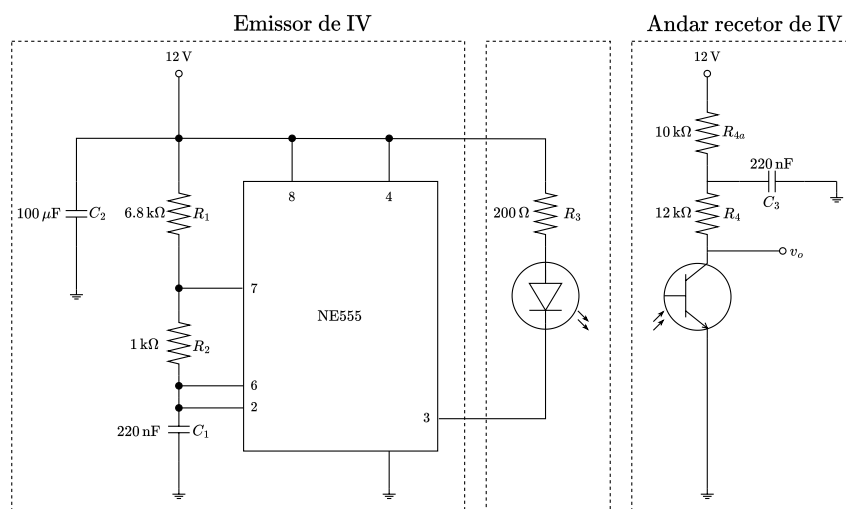 Emissor de IV
Andar recetor de IV
12 V
12 V
10 kΩ R4a
220 nF
C3
8
4
100 μF C2
6.8 kΩ R1
200 Ω R3
12 kΩ R4
vo
7
NE555
1 kΩ R2
6
2
3
220 nF C1